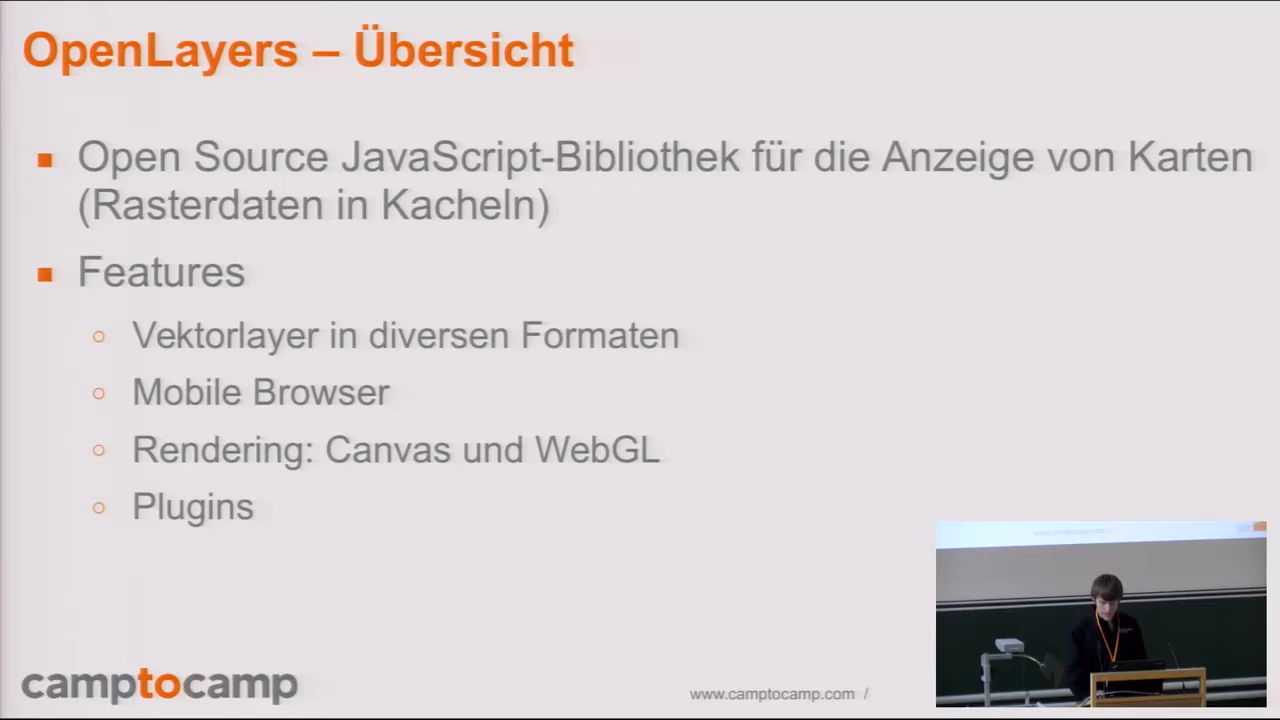 OpenLayers – Übersicht
Open Source JavaScript-Bibliothek für die Anzeige von Karten
(Rasterdaten in Kacheln)
Features
Vektorlayer in diversen Formaten
Mobile Browser
Rendering: Canvas und WebGL
Plugins
camptocamp
www.camptocamp.com /